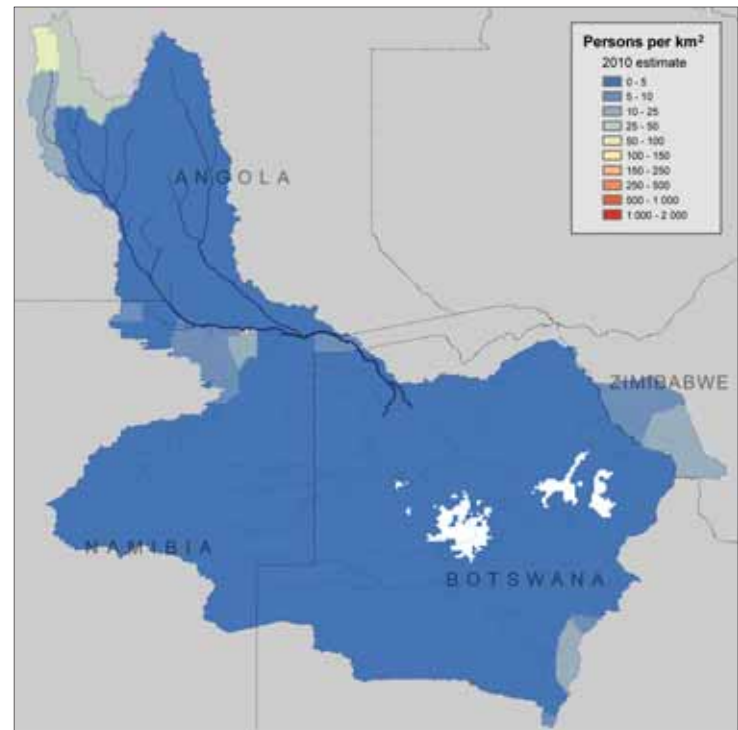 Persons per km²
2010 estimate
0 - 5
5 - 10
10 - 25
25 - 50
50 - 100
100 - 150
150 - 250
250 - 500
500 - 1 000
1 000 - 2 000
ANGOLA
ZIMIBABWE
NAMIBIA
BOTSWANA